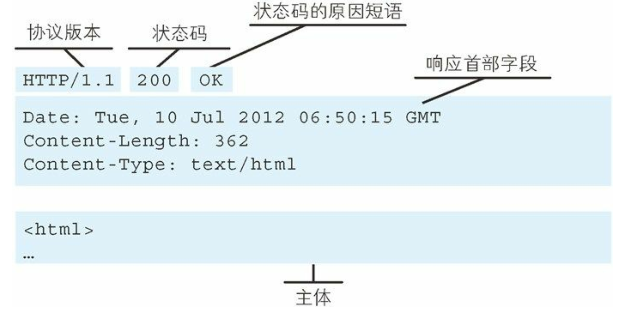 状态码的原因短语
协议版本
状态码
响应首部字段
HTTP/1.1 200 OK
Date: Tue, 10 Jul 2012 06:50:15 GMT
Content-Length: 362
Content-Type: text/html
<html>
…
主体